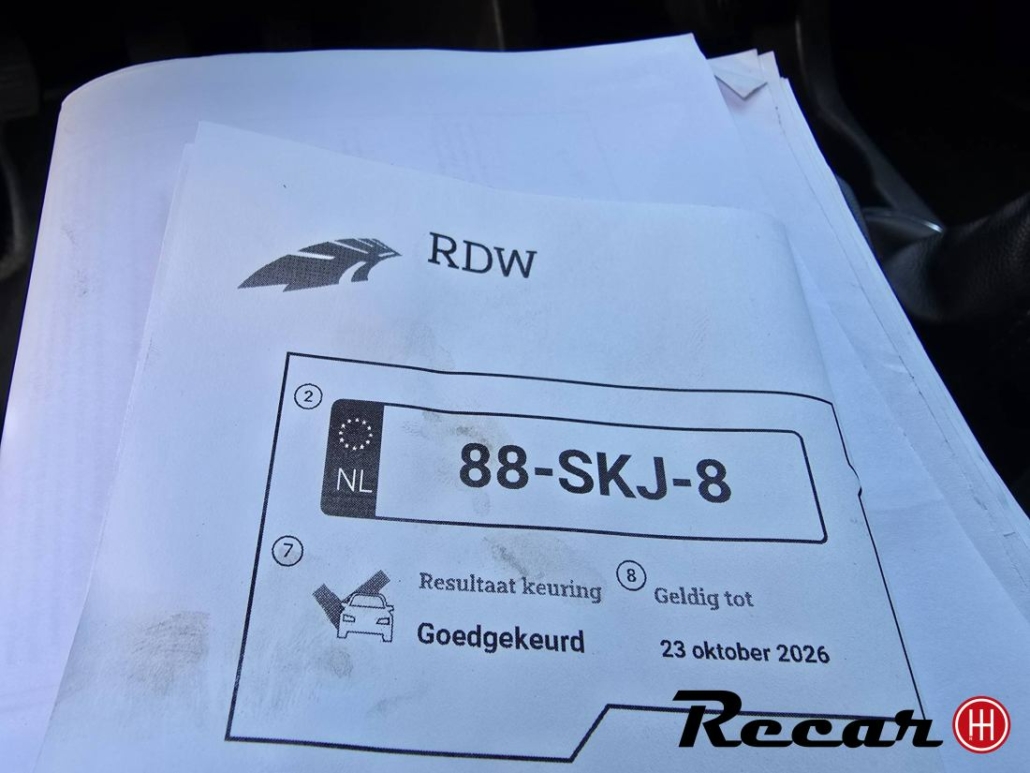 RDW
2
NL
88-SKJ-8
7
Resultaat keuring
8
Geldig tot
Goedgekeurd
23 oktober 2026
Recar